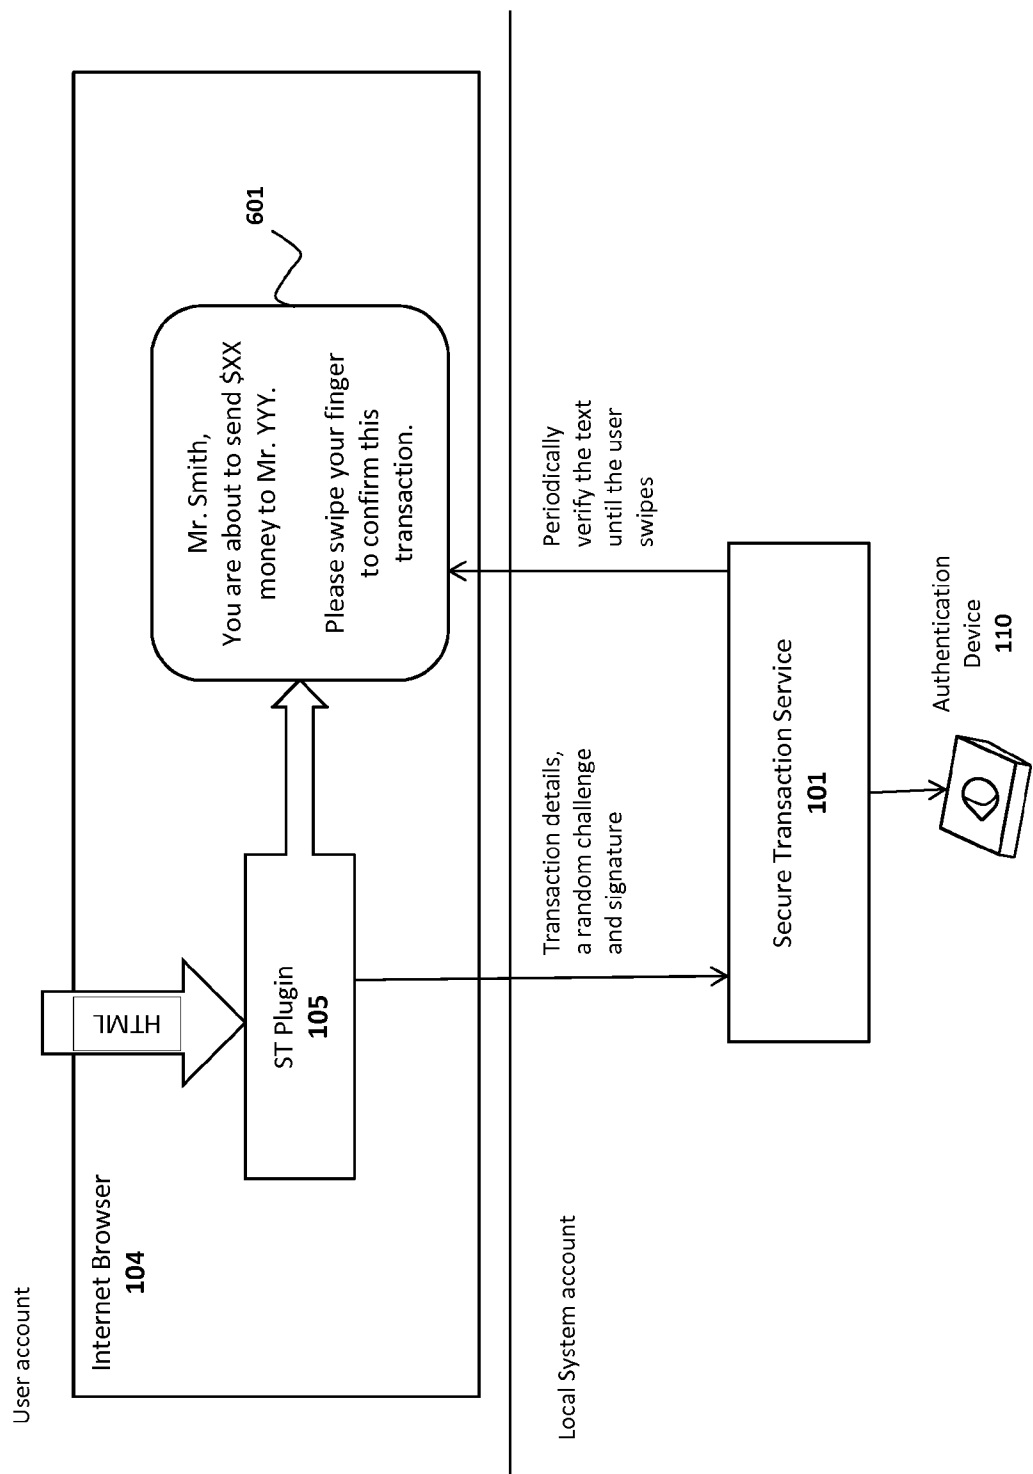 User account
Internet Browser
104
HTML
ST Plugin
105
Mr. Smith,
You are about to send $XX
money to Mr. YYY.
Please swipe your finger
to confirm this
transaction.
601
Local System account
Transaction details,
a random challenge
and signature
Periodically
verify the text
until the user
swipes
Secure Transaction Service
101
Authentication
Device
110